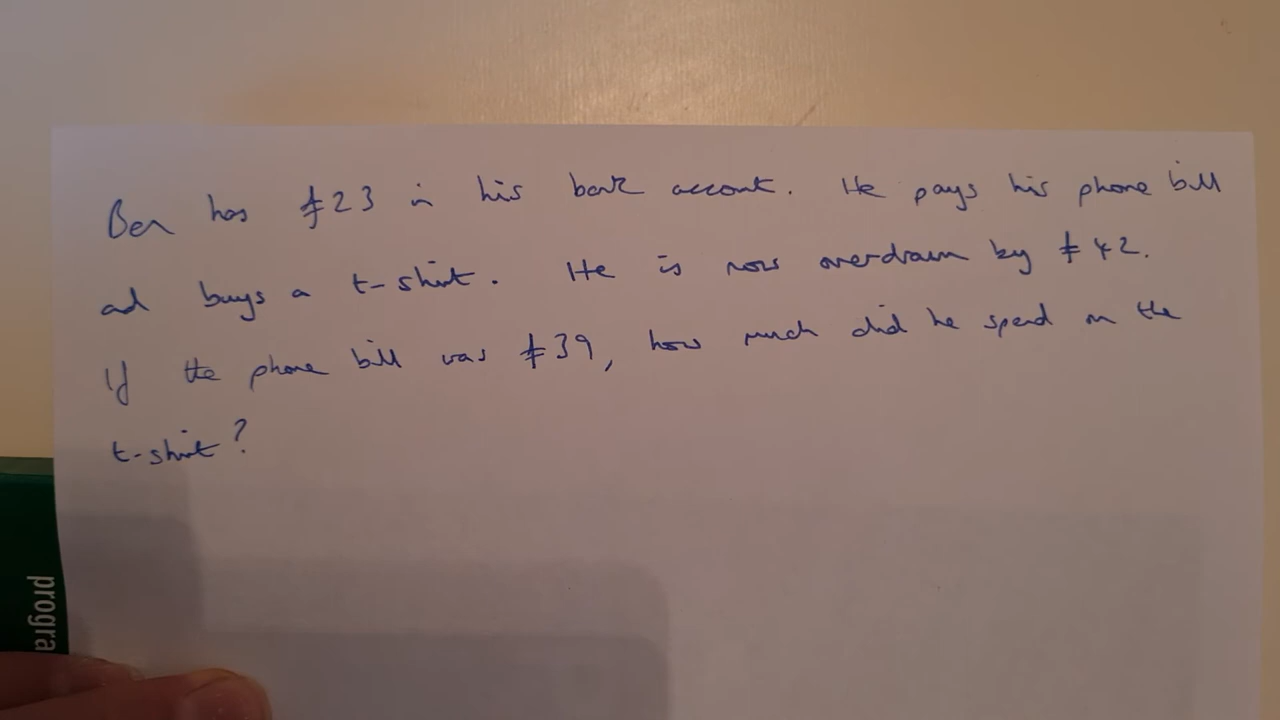 Ben has £23 in his bank account. He pays his phone bill
and buys a t-shirt. He is now overdrawn by £42.
If the phone bill was £39, how much did he spend on the
t-shirt?
progra